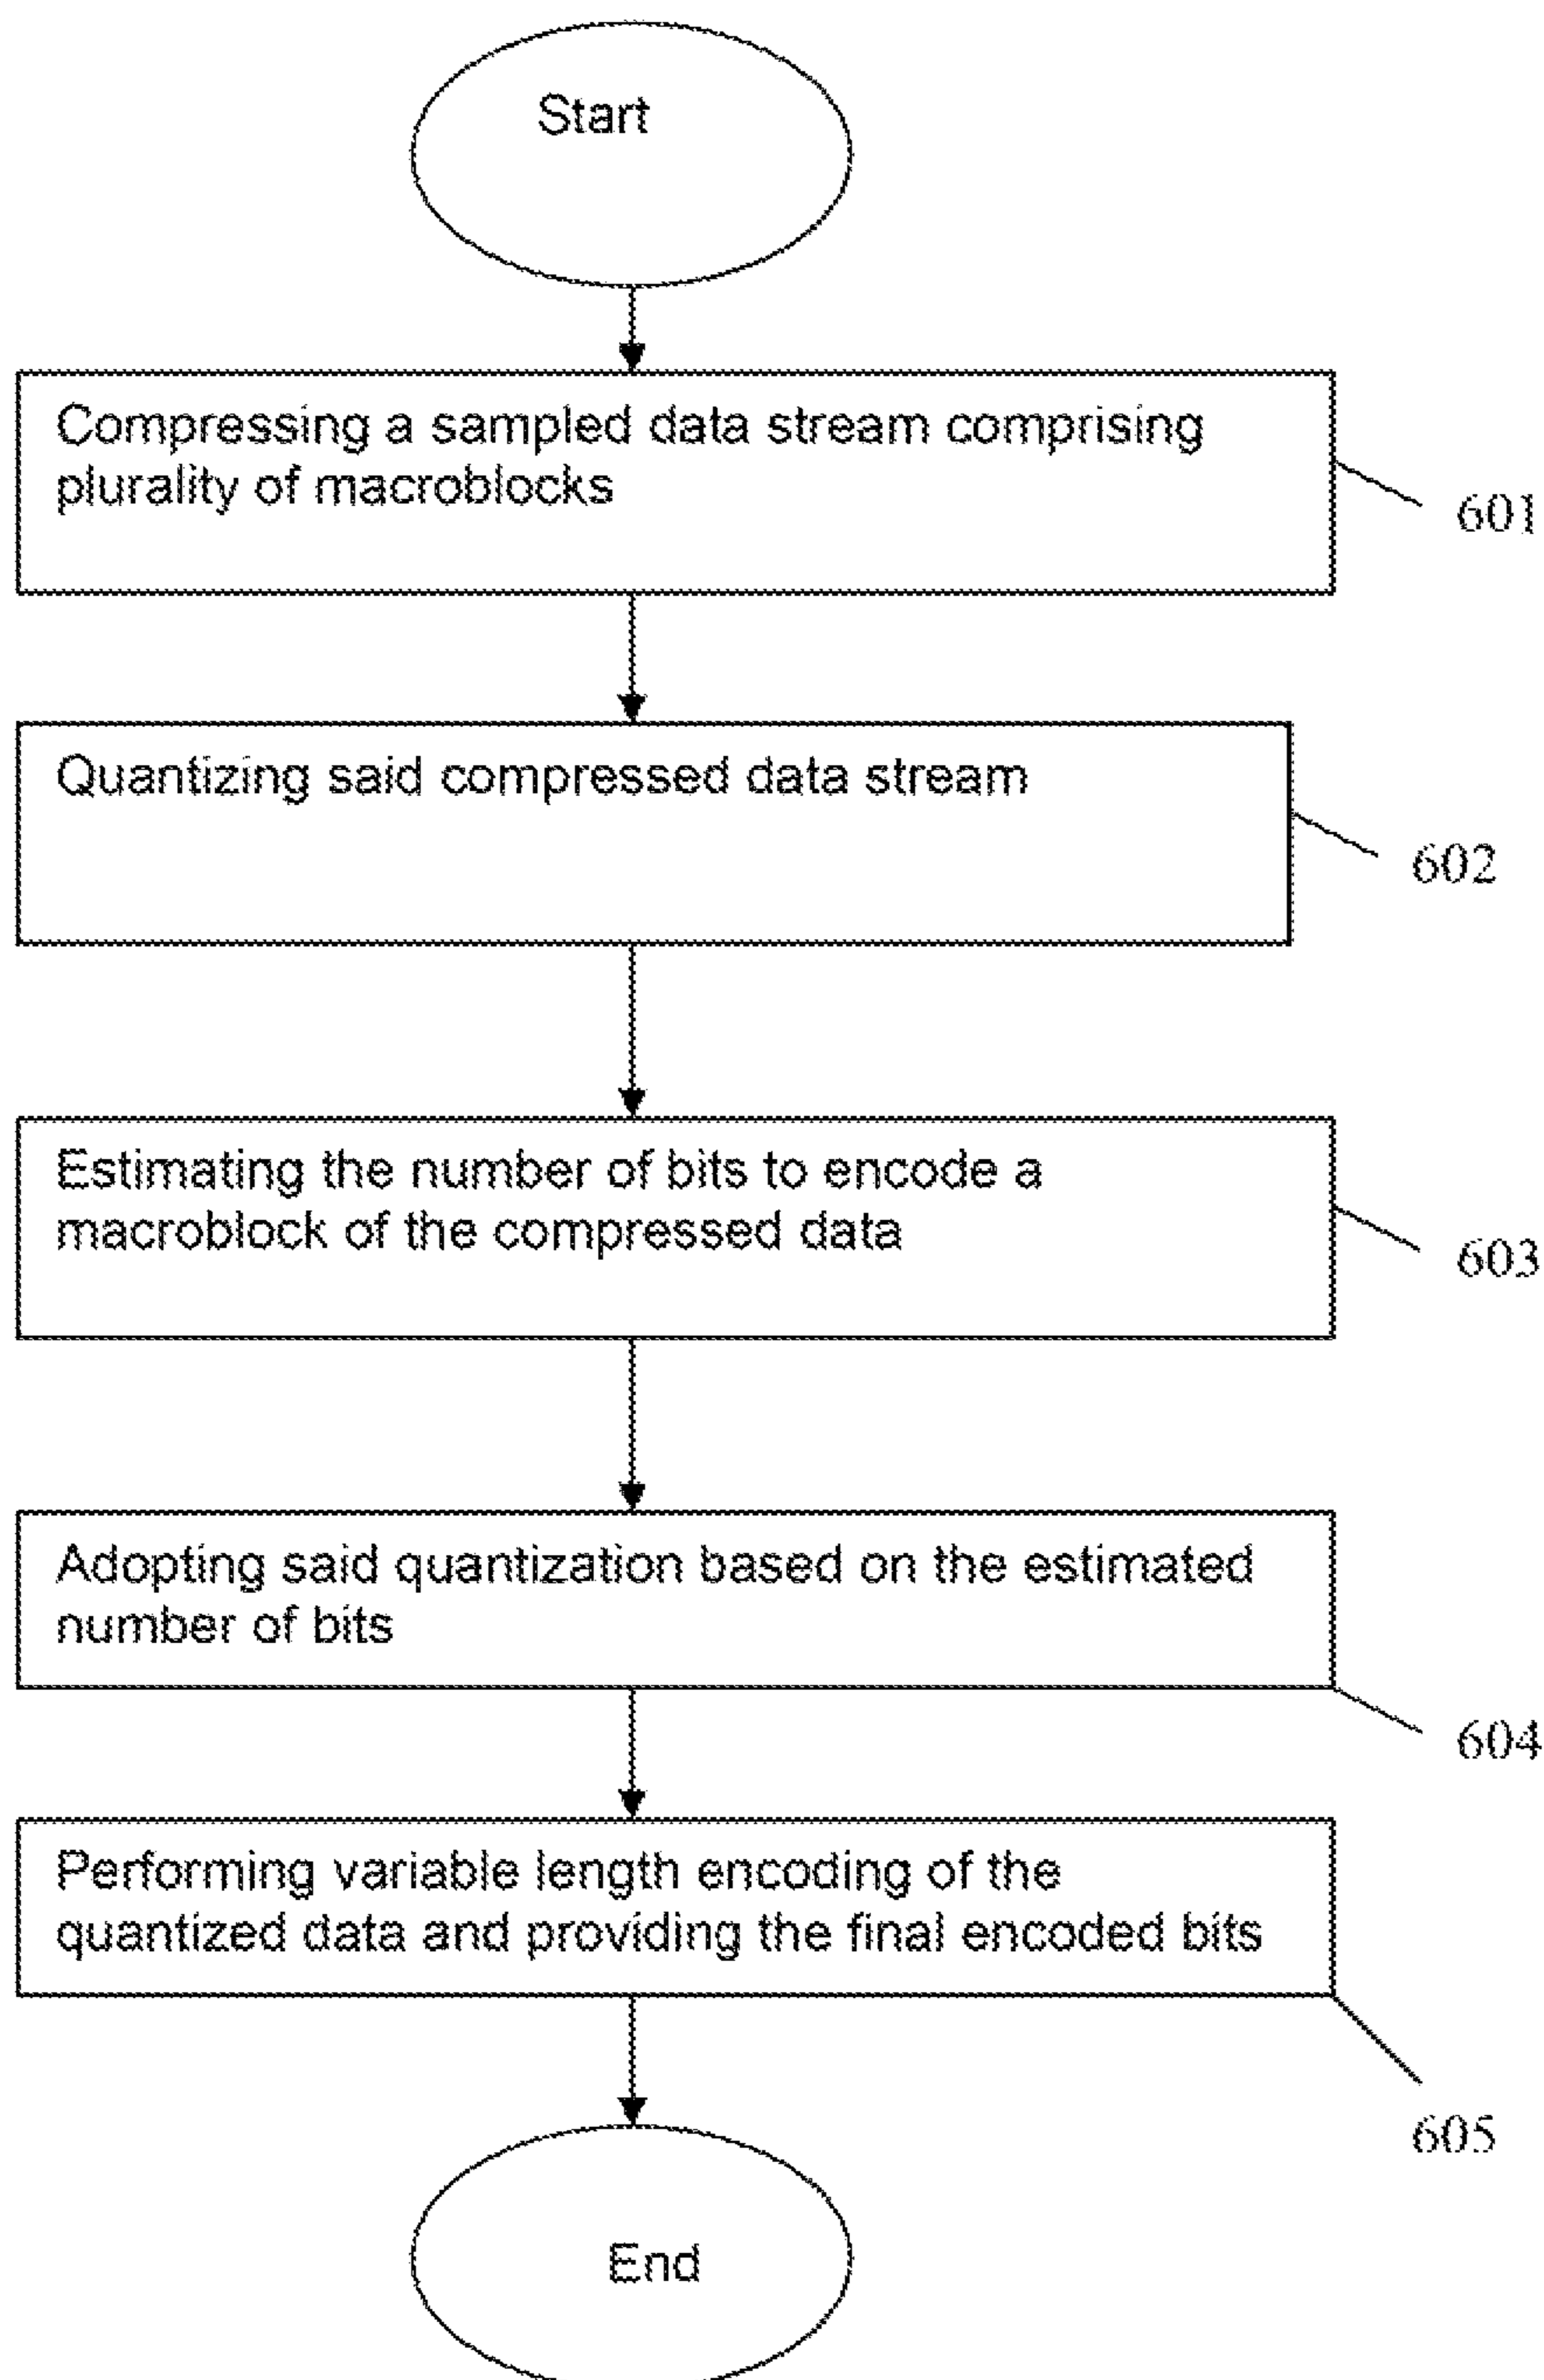 Start
Compressing a sampled data stream comprising
plurality of macroblocks
601
Quantizing said compressed data stream
602
Estimating the number of bits to encode a
macroblock of the compressed data
603
Adopting said quantization based on the estimated
number of bits
604
Performing variable length encoding of the
quantized data and providing the final encoded bits
605
End